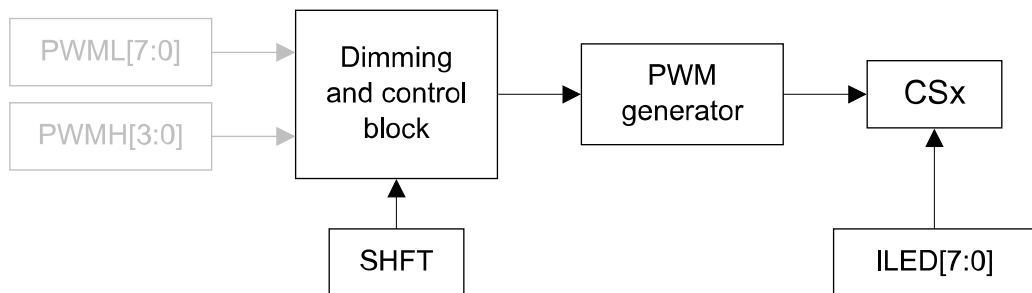 PWML[7:0]
PWMH[3:0]
Dimming
and control
block
PWM
generator
CSx
SHFT
ILED[7:0]